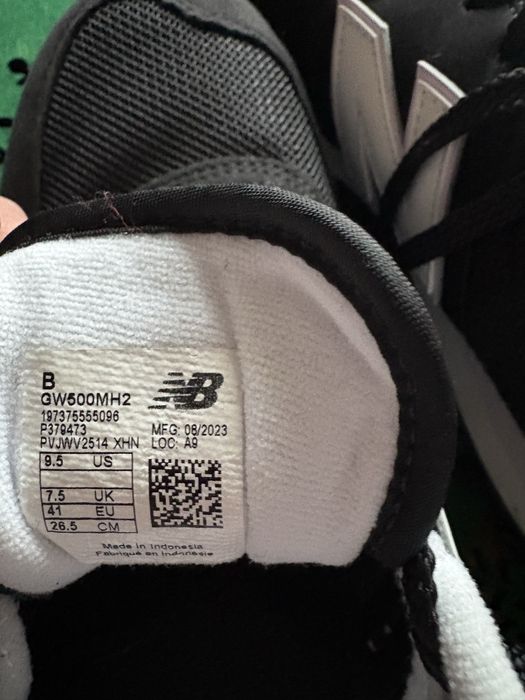 B
NB
GW500MH2
197375555096
P379473 MFG: 08/2023
PVJWV2514 XHN LOC: A9
9.5 US
7.5 UK
41 EU
26.5 CM
Made in Indonesia
Fabriqué en Indonésie